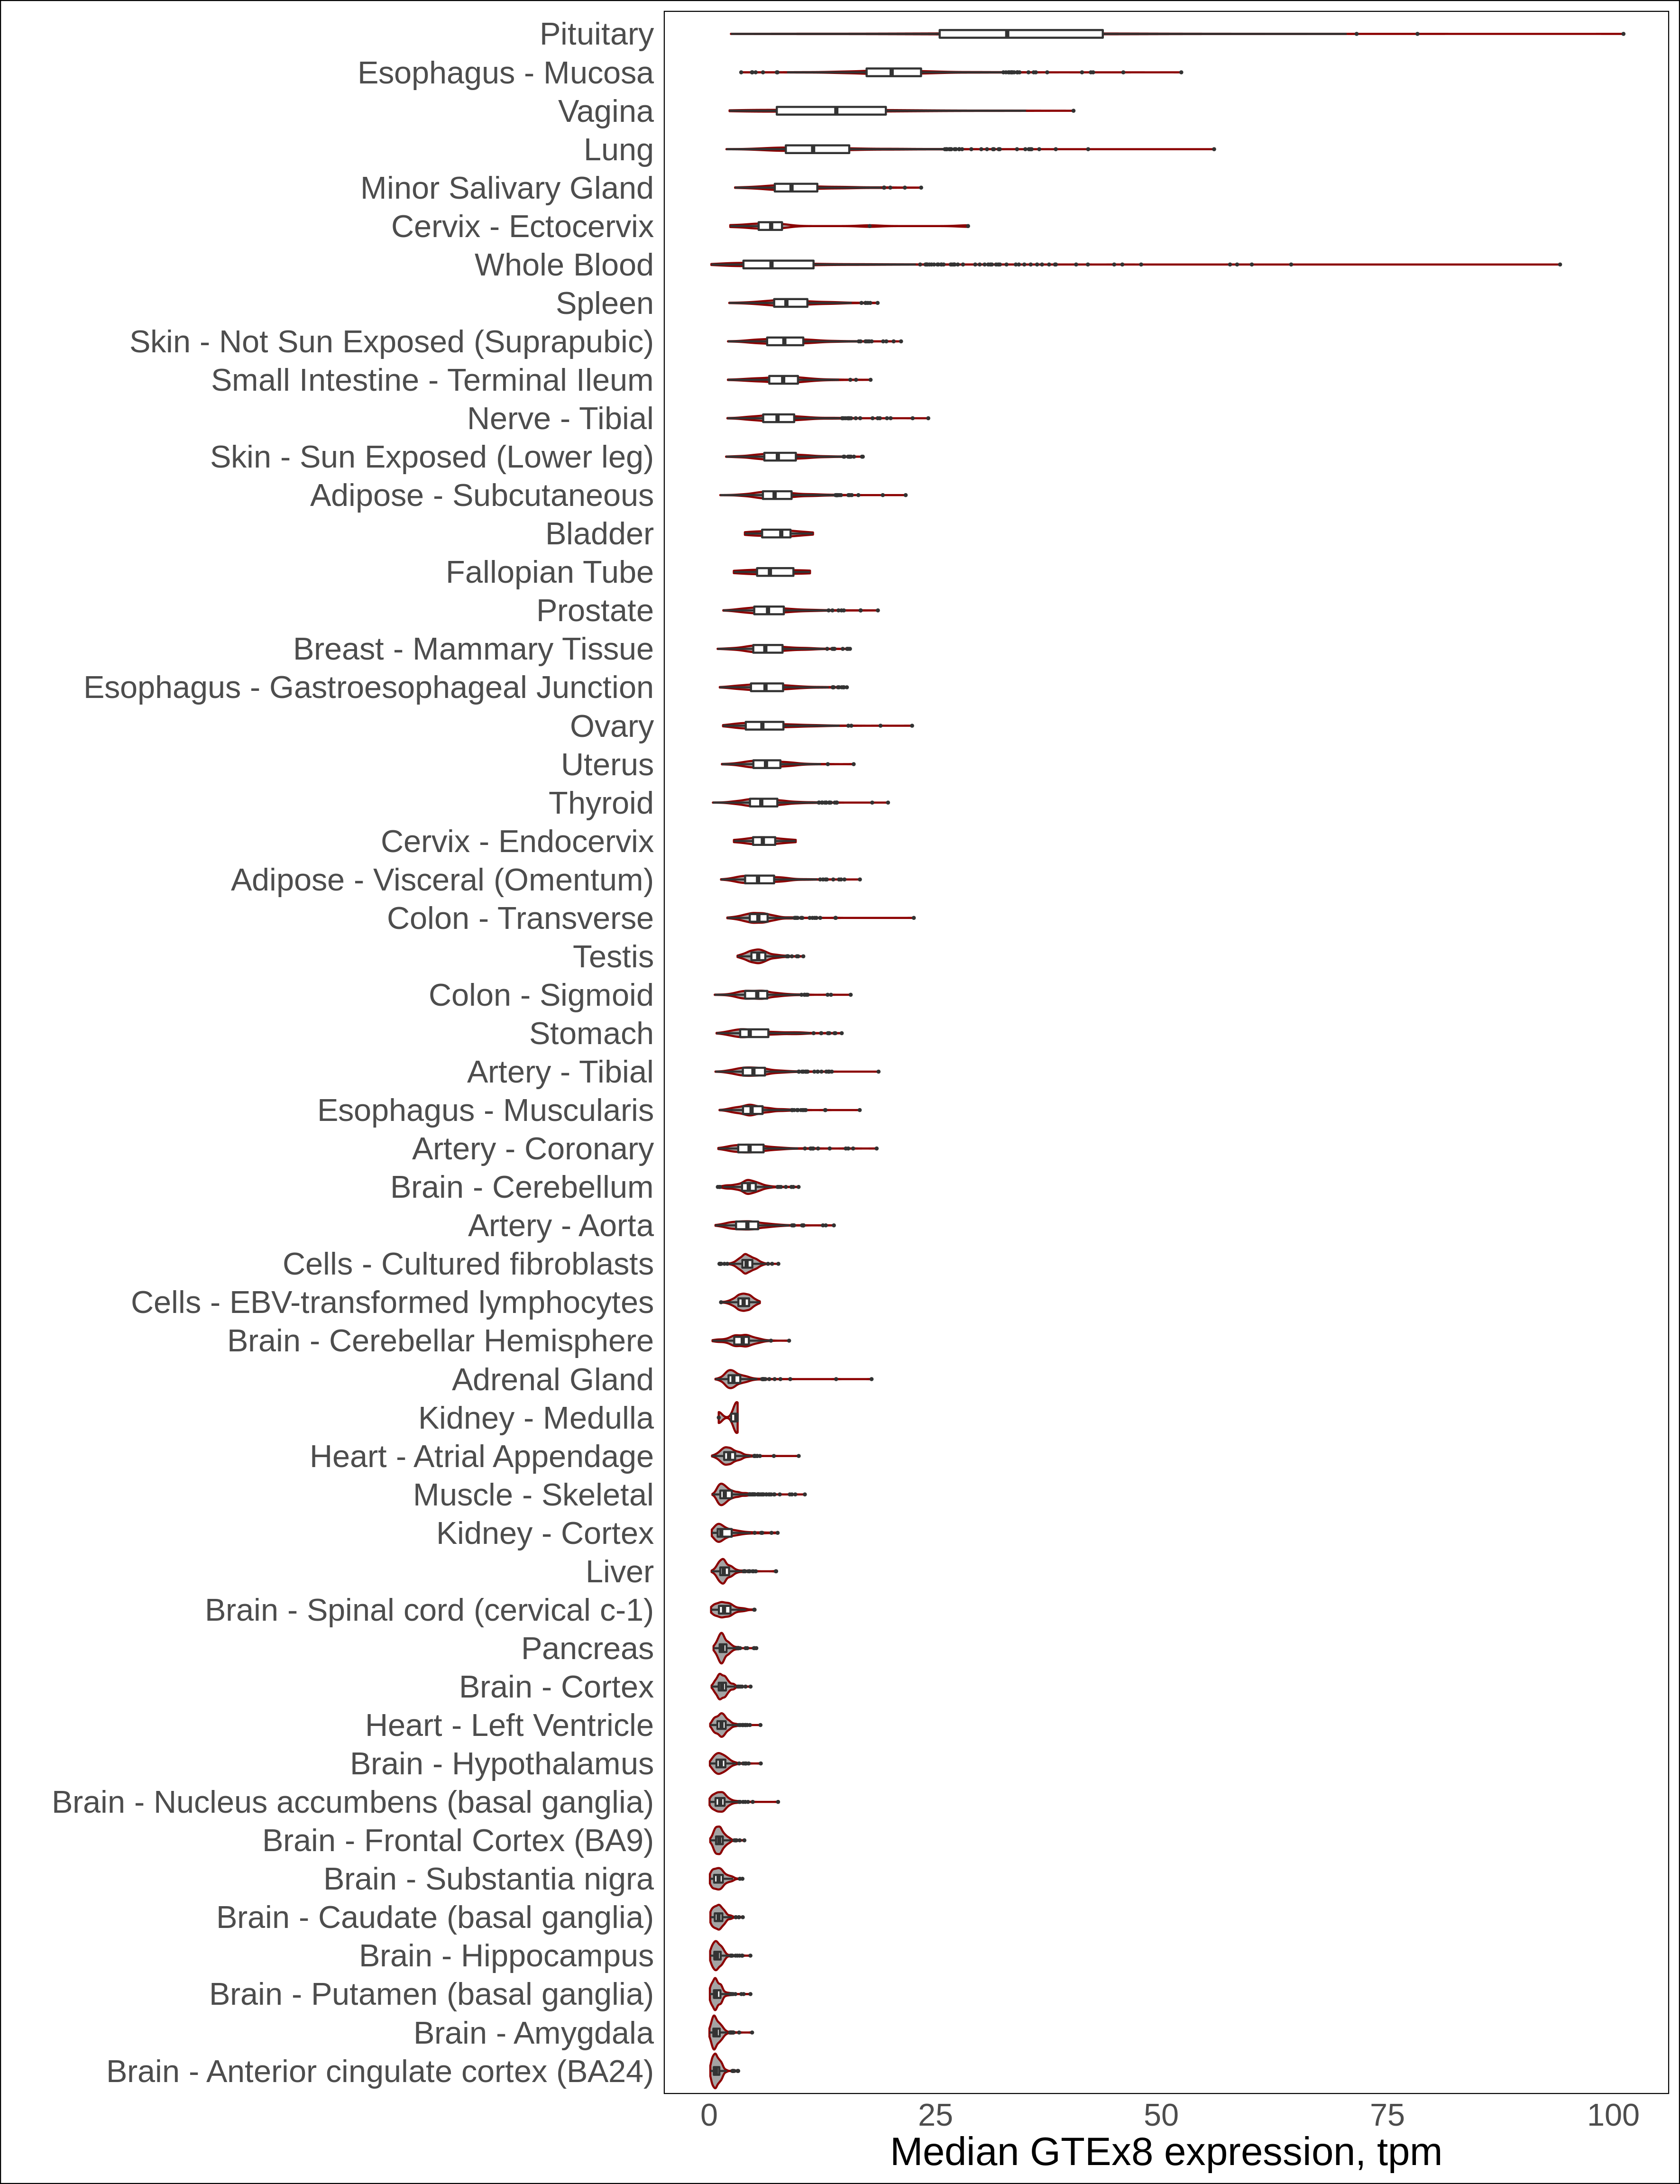 Pituitary
Esophagus - Mucosa
Vagina
Lung
Minor Salivary Gland
Cervix - Ectocervix
Whole Blood
Spleen
Skin - Not Sun Exposed (Suprapubic)
Small Intestine - Terminal Ileum
Nerve - Tibial
Skin - Sun Exposed (Lower leg)
Adipose - Subcutaneous
Bladder
Fallopian Tube
Prostate
Breast - Mammary Tissue
Esophagus - Gastroesophageal Junction
Ovary
Uterus
Thyroid
Cervix - Endocervix
Adipose - Visceral (Omentum)
Colon - Transverse
Testis
Colon - Sigmoid
Stomach
Artery - Tibial
Esophagus - Muscularis
Artery - Coronary
Brain - Cerebellum
Artery - Aorta
Cells - Cultured fibroblasts
Cells - EBV-transformed lymphocytes
Brain - Cerebellar Hemisphere
Adrenal Gland
Kidney - Medulla
Heart - Atrial Appendage
Muscle - Skeletal
Kidney - Cortex
Liver
Brain - Spinal cord (cervical c-1)
Pancreas
Brain - Cortex
Heart - Left Ventricle
Brain - Hypothalamus
Brain - Nucleus accumbens (basal ganglia)
Brain - Frontal Cortex (BA9)
Brain - Substantia nigra
Brain - Caudate (basal ganglia)
Brain - Hippocampus
Brain - Putamen (basal ganglia)
Brain - Amygdala
Brain - Anterior cingulate cortex (BA24)
0 25 50 75 100
Median GTEx8 expression, tpm